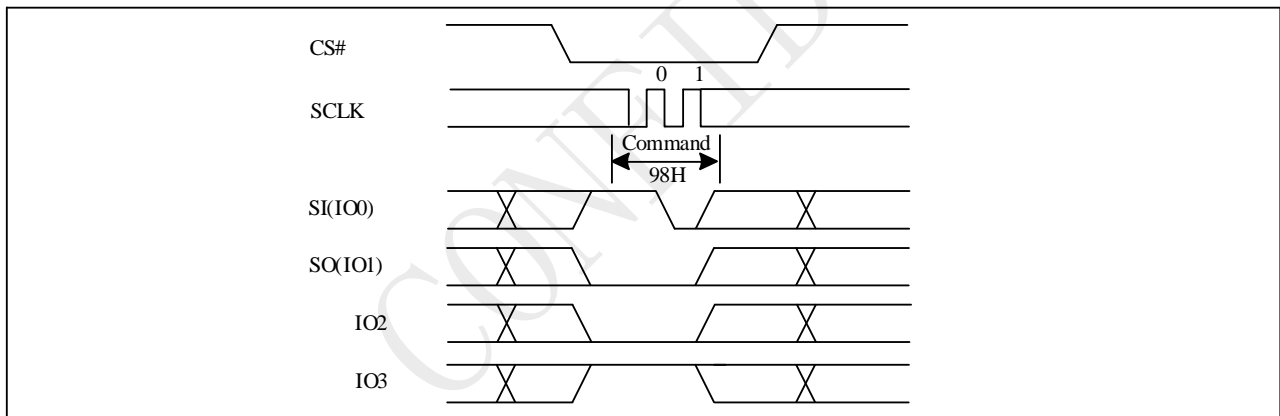 CS#
0 1
SCLK
Command
98H
SI(IO0)
SO(IO1)
IO2
IO3